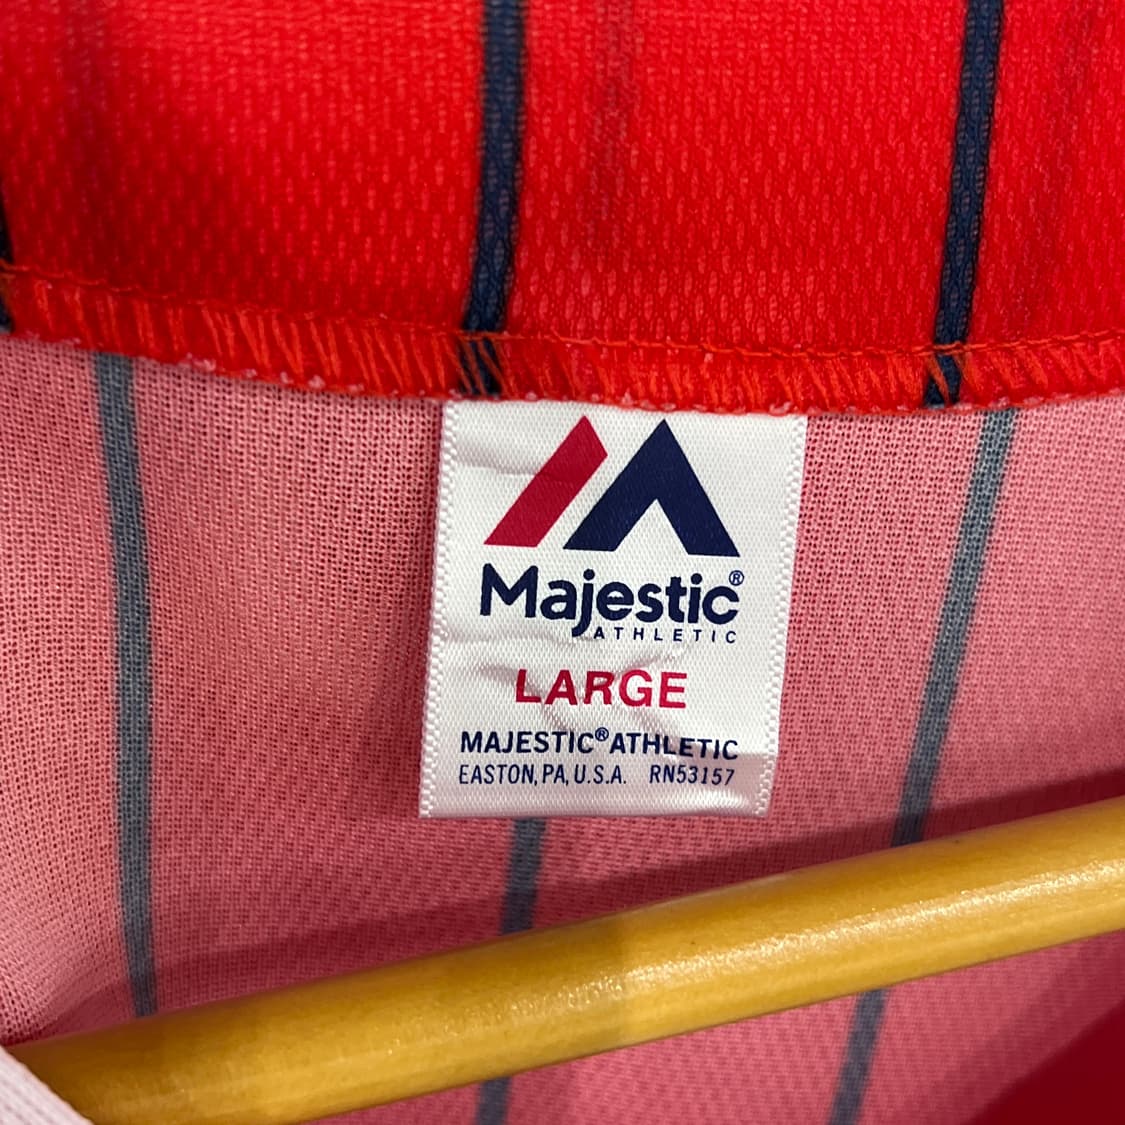 Majestic®
ATHLETIC
LARGE
MAJESTIC®ATHLETIC
EASTON, PA, U.S.A. RN53157